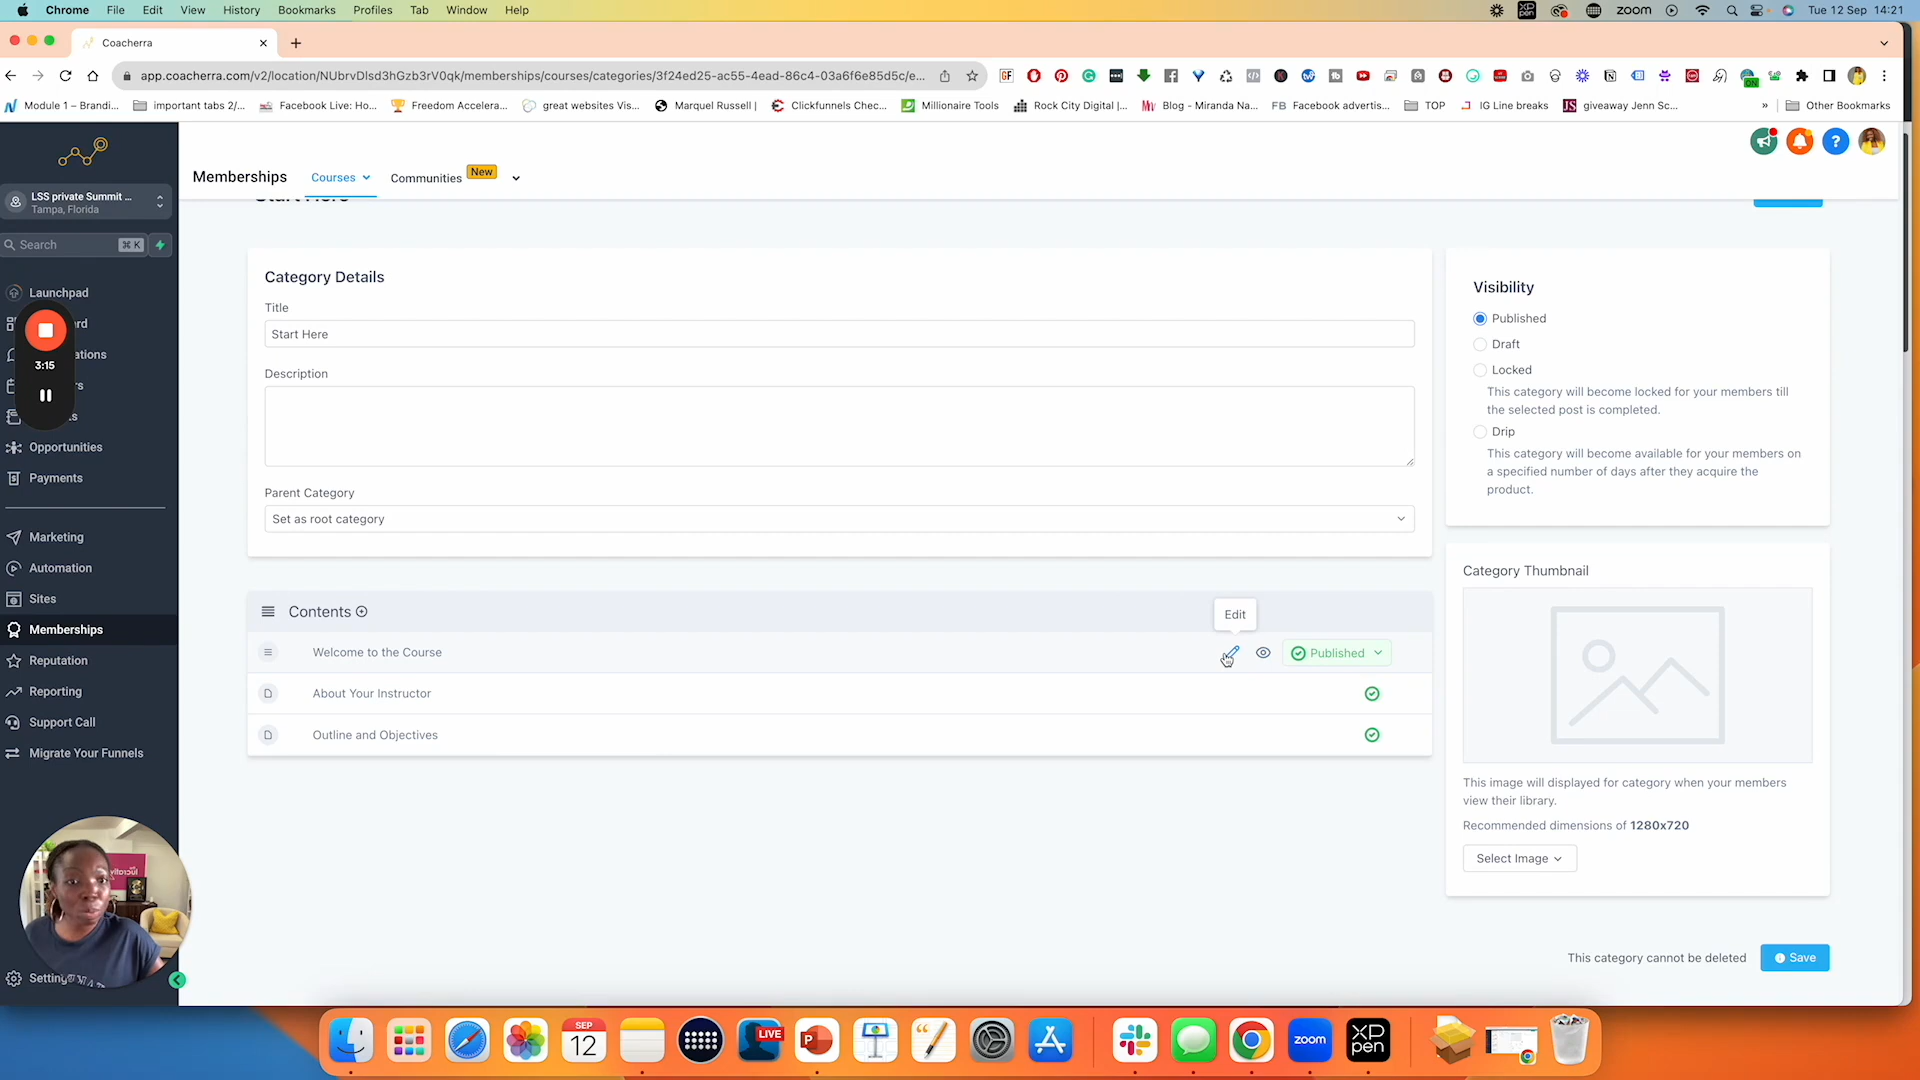 Chrome File Edit View History Bookmarks Profiles Tab Window Help
zoom Tue 12 Sep 14:21
Coacherra
app.coacherra.com/v2/location/NUbrvDlsd3hGzb3rV0qk/memberships/courses/categories/3f24ed25-ac55-4ead-86c4-03a6f6e85d5c/e...
Module 1 – Brandi... important tabs 2/... Facebook Live: Ho... Freedom Accelera... great websites Vis... Marquel Russell | Clickfunnels Chec... Millionaire Tools Rock City Digital |... Blog - Miranda Na... FB Facebook advertis... TOP IG Line breaks giveaway Jenn Sc... » Other Bookmarks
Memberships Courses Communities New
LSS private Summit ...
Tampa, Florida
Search ⌘ K
Launchpad
3:15
Opportunities
Payments
Marketing
Automation
Sites
Memberships
Reputation
Reporting
Support Call
Migrate Your Funnels
Category Details
Title
Start Here
Description
Parent Category
Set as root category
Contents
Edit
Welcome to the Course
Published
About Your Instructor
Outline and Objectives
Visibility
Published
Draft
Locked
This category will become locked for your members till
the selected post is completed.
Drip
This category will become available for your members on
a specified number of days after they acquire the
product.
Category Thumbnail
This image will displayed for category when your members
view their library.
Recommended dimensions of 1280x720
Select Image
This category cannot be deleted
Save
SEP
12
LIVE
zoom
XP
pen